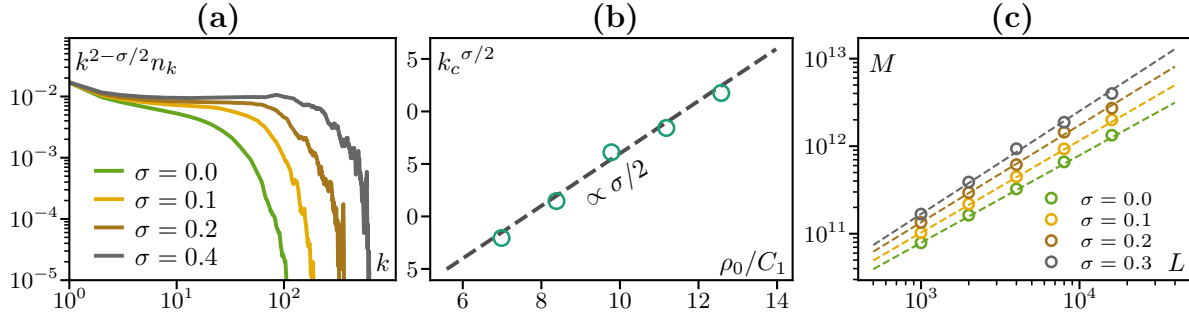 (a)
k^{2−σ/2} n_k
10^{−2}
10^{−3}
10^{−4}
10^{−5}
σ = 0.0
σ = 0.1
σ = 0.2
σ = 0.4
k
10^0
10^1
10^2
(b)
k_c^{σ/2}
5
0
5
0
5
∝ σ/2
ρ_0/C_1
6
8
10
12
14
(c)
M
10^{13}
10^{12}
10^{11}
σ = 0.0
σ = 0.1
σ = 0.2
σ = 0.3
L
10^3
10^4